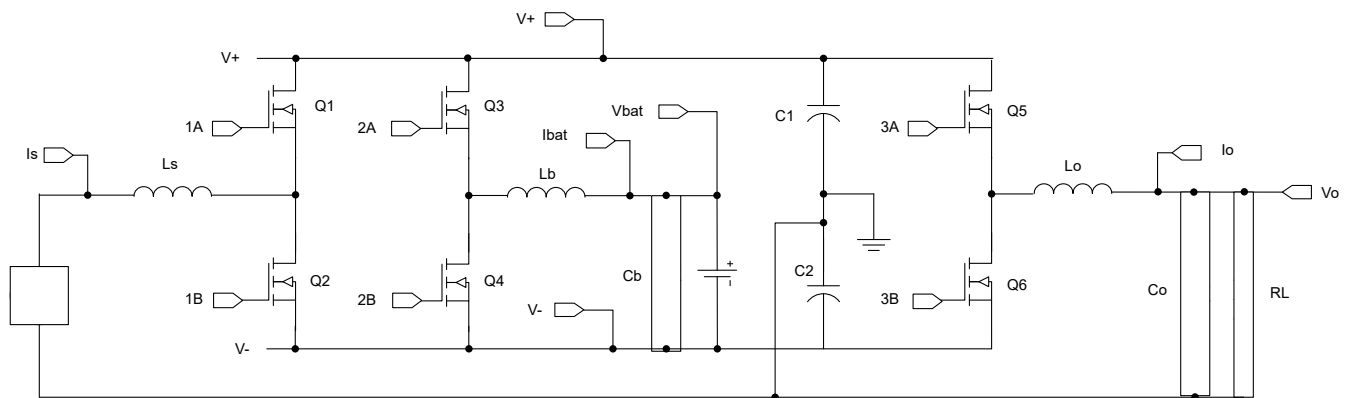 V+
V+
Q1
Q3
Q5
1A
2A
Vbat
Ibat
C1
3A
Is
Ls
Lb
Lo
Io
Vo
Q2
Q4
Cb
+
-
C2
Q6
1B
2B
V-
3B
Co
RL
V-